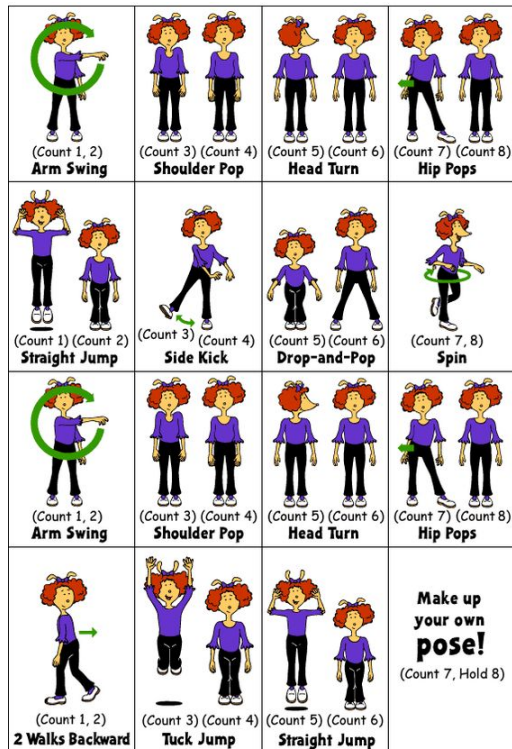 (Count 1, 2)
Arm Swing
(Count 3) (Count 4)
Shoulder Pop
(Count 5) (Count 6)
Head Turn
(Count 7) (Count 8)
Hip Pops
(Count 1) (Count 2)
Straight Jump
(Count 3) (Count 4)
Side Kick
(Count 5) (Count 6)
Drop-and-Pop
(Count 7, 8)
Spin
(Count 1, 2)
Arm Swing
(Count 3) (Count 4)
Shoulder Pop
(Count 5) (Count 6)
Head Turn
(Count 7) (Count 8)
Hip Pops
(Count 1, 2)
2 Walks Backward
(Count 3) (Count 4)
Tuck Jump
(Count 5) (Count 6)
Straight Jump
Make up
your own
pose!
(Count 7, Hold 8)